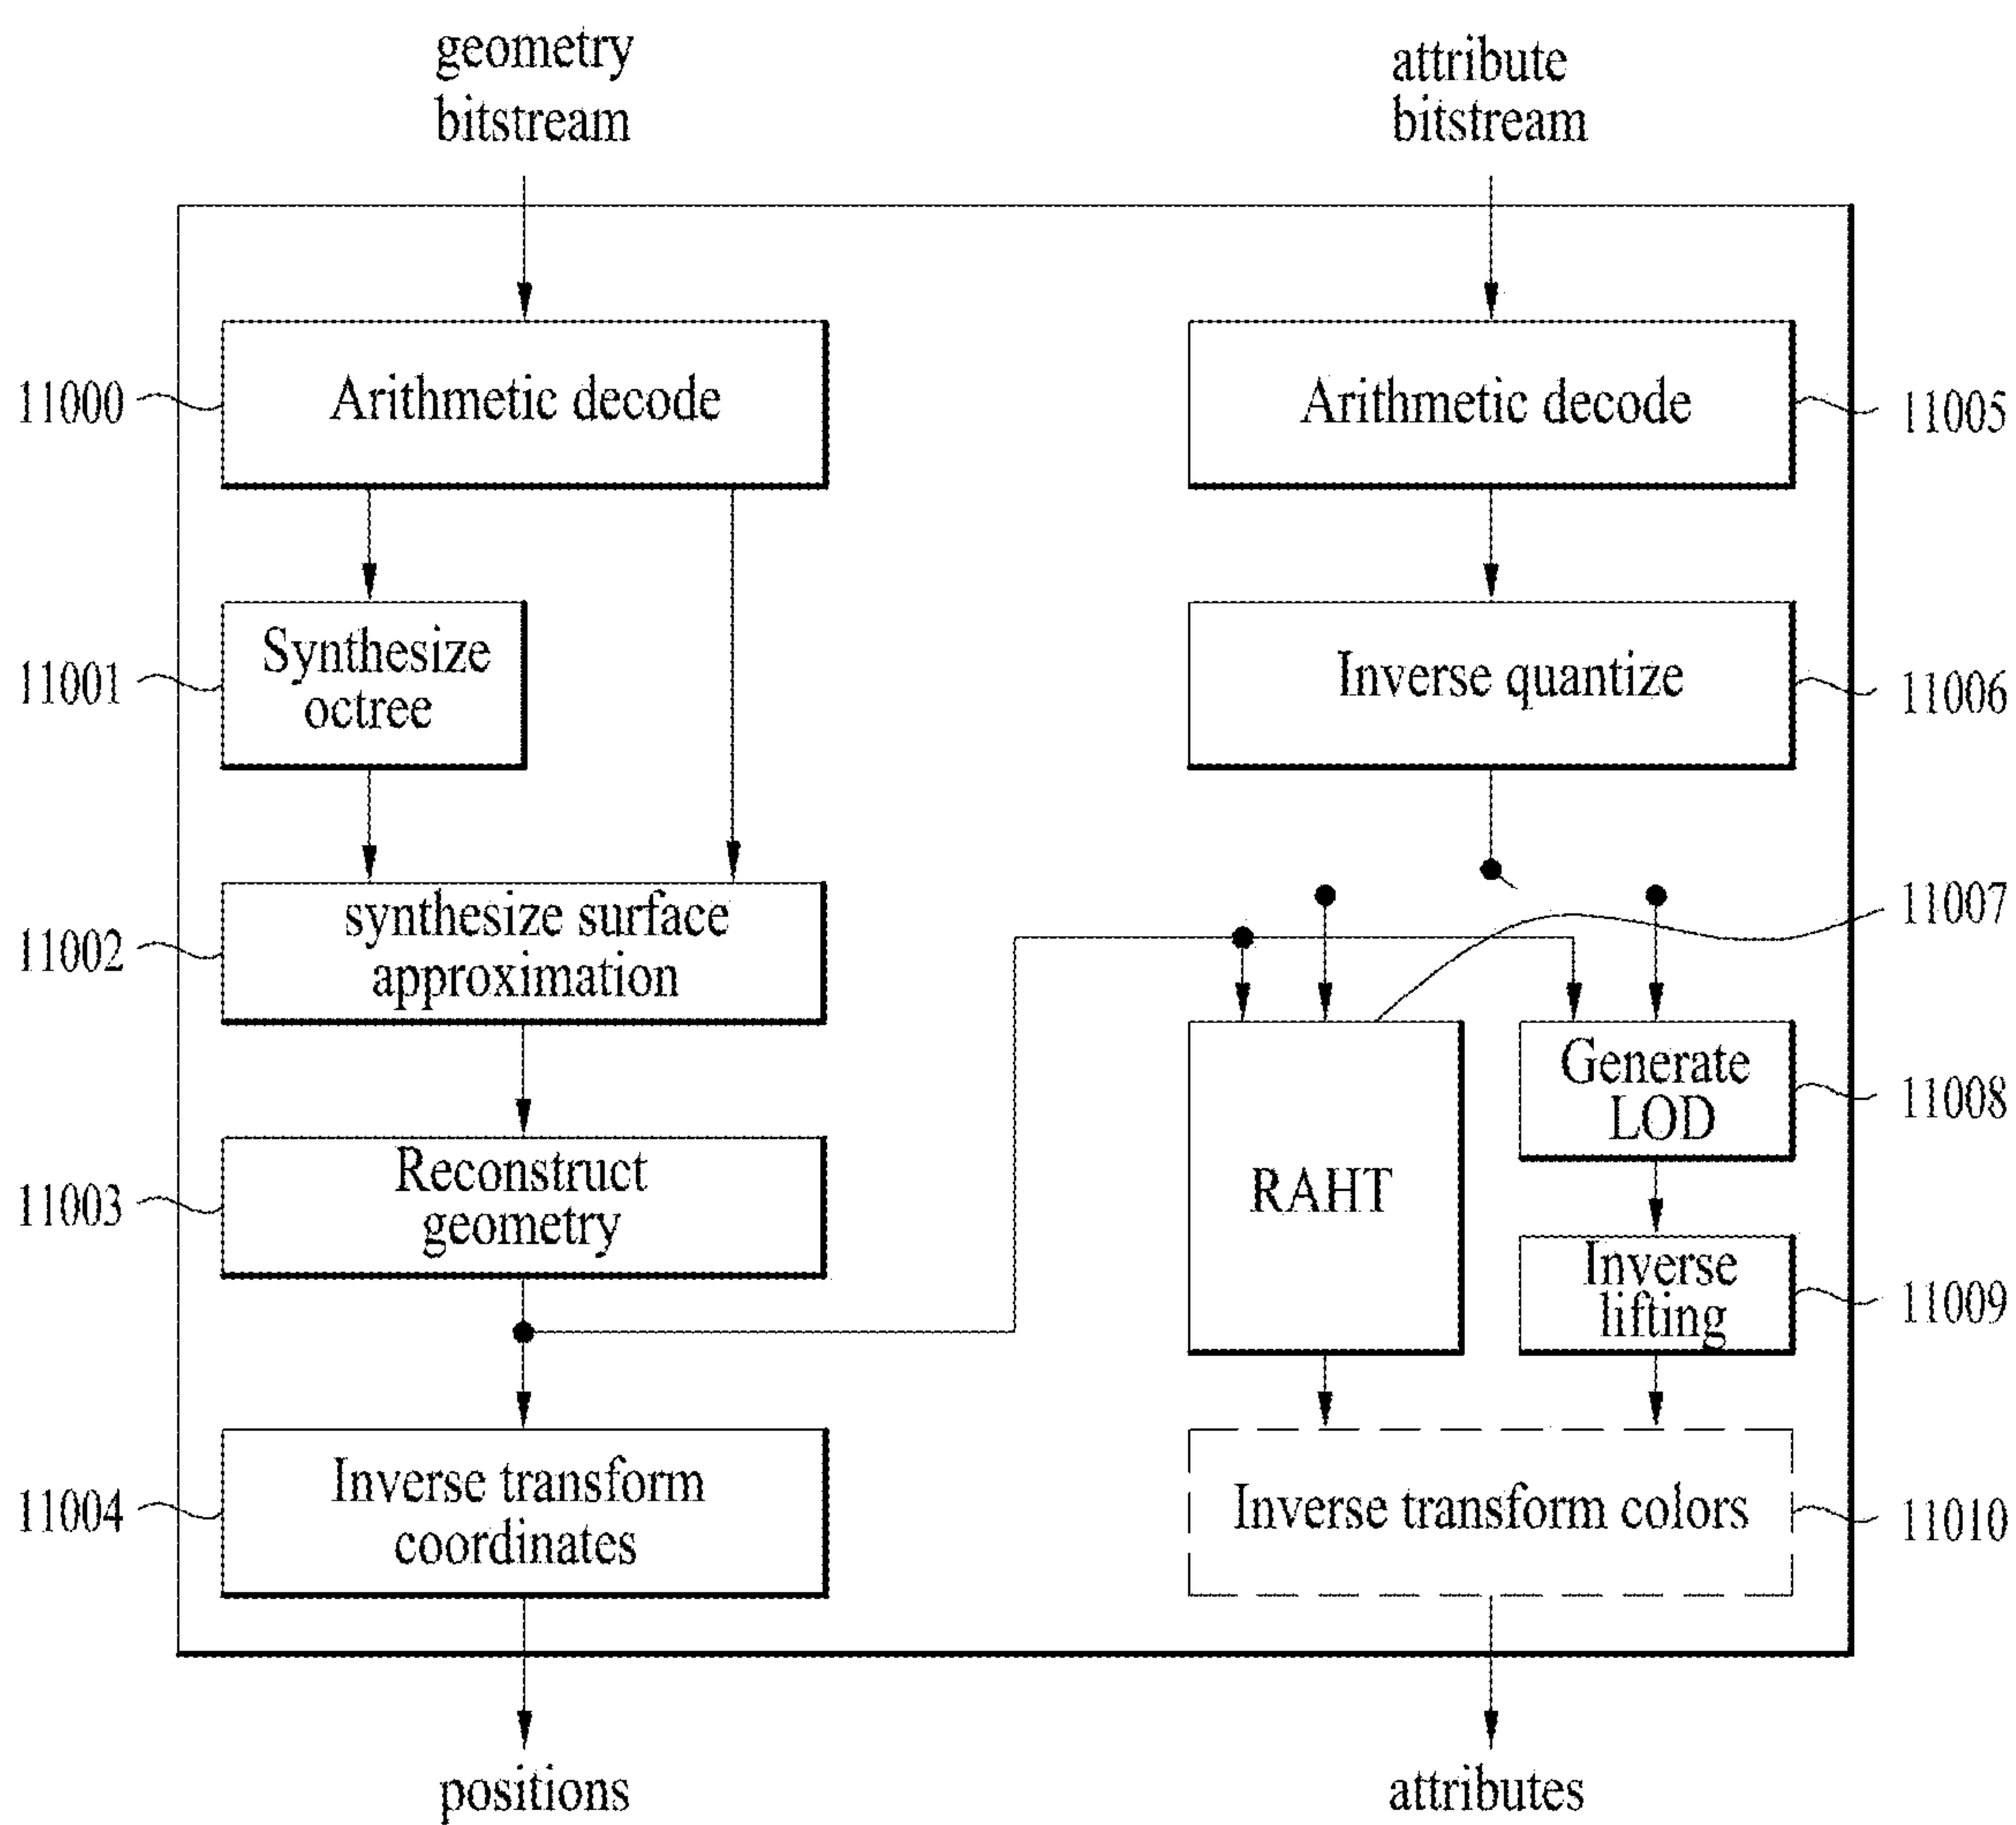 geometry
bitstream
attribute
bitstream
Arithmetic decode
11000
Arithmetic decode
11005
Synthesize
octree
11001
Inverse quantize
11006
synthesize surface
approximation
11002
11007
Reconstruct
geometry
11003
RAHT
Generate
LOD
11008
Inverse
lifting
11009
Inverse transform
coordinates
11004
Inverse transform colors
11010
positions
attributes